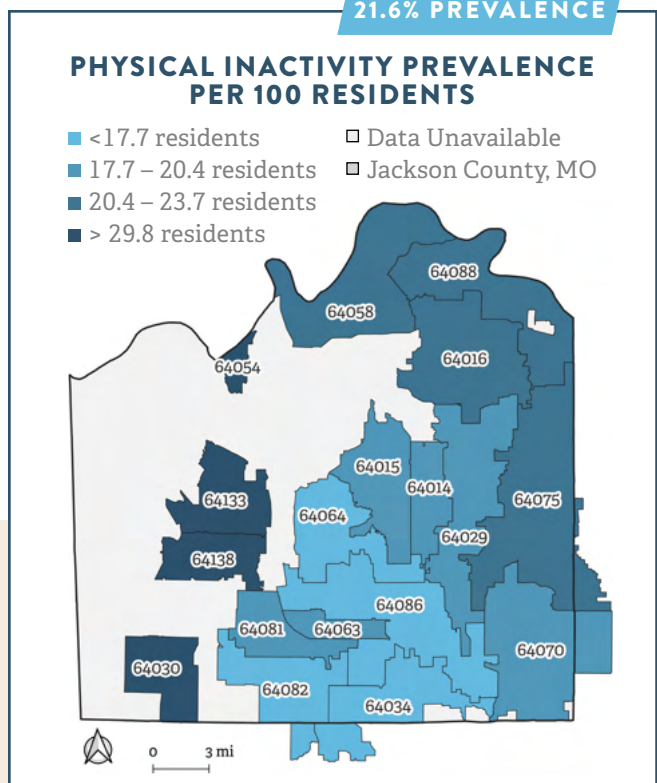 21.6% PREVALENCE
PHYSICAL INACTIVITY PREVALENCE
PER 100 RESIDENTS
<17.7 residents
17.7 – 20.4 residents
20.4 – 23.7 residents
> 29.8 residents
Data Unavailable
Jackson County, MO
64088
64058
64016
64054
64015
64014
64133
64064
64075
64029
64138
64086
64081
64063
64070
64030
64082
64034
0 3 mi